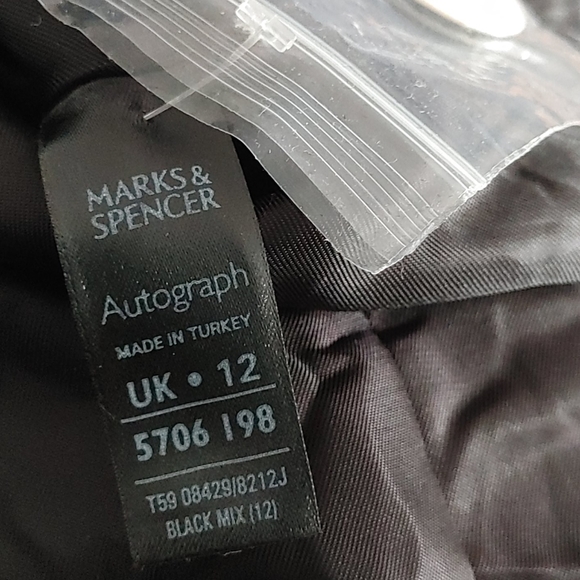 MARKS &
SPENCER
Autograph
MADE IN TURKEY
UK • 12
5706 198
T59 08429/8212J
BLACK MIX (12)